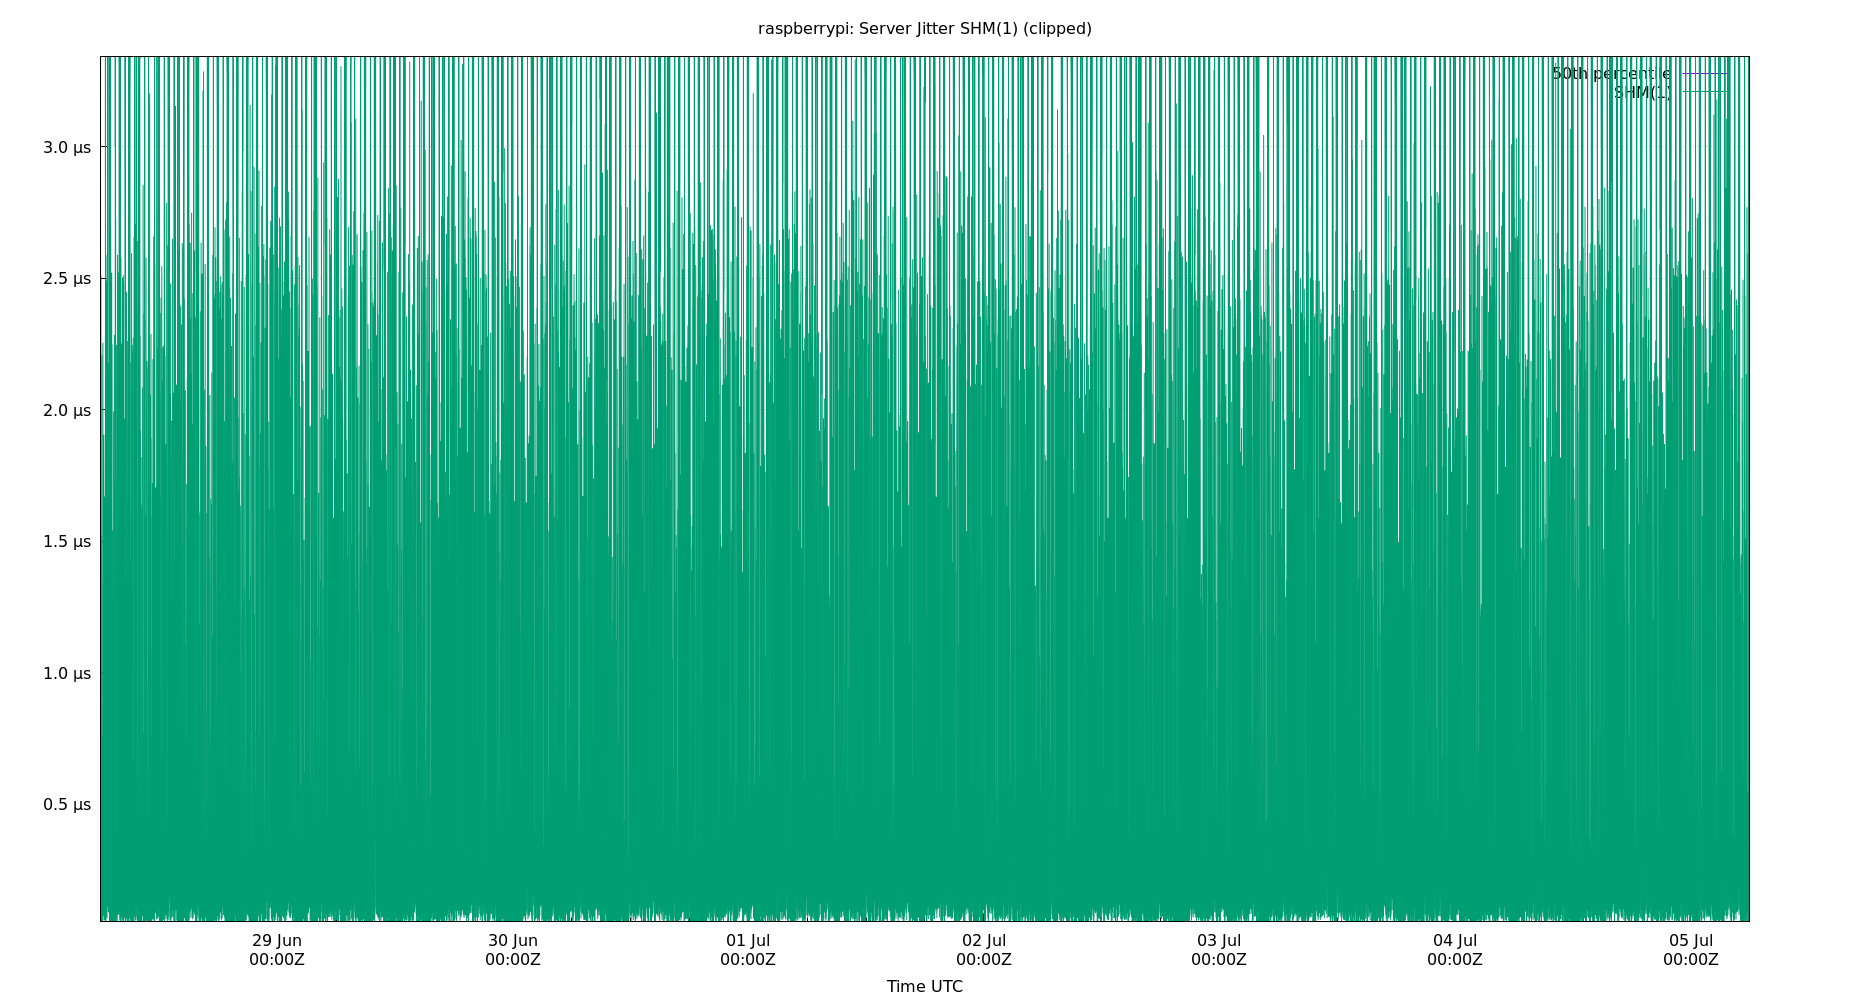 raspberrypi: Server Jitter SHM(1) (clipped)
50th percentile
SHM(1)
3.0 µs
2.5 µs
2.0 µs
1.5 µs
1.0 µs
0.5 µs
29 Jun 30 Jun 01 Jul 02 Jul 03 Jul 04 Jul 05 Jul
00:00Z 00:00Z 00:00Z 00:00Z 00:00Z 00:00Z 00:00Z
Time UTC